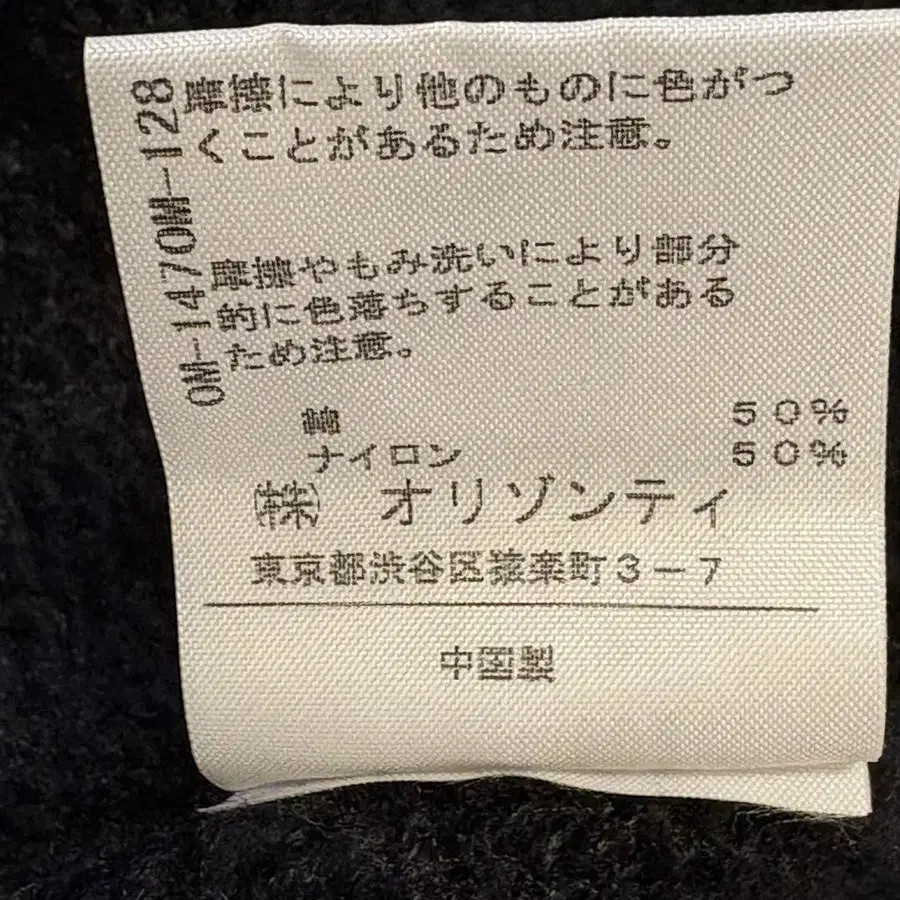 摩擦により他のものに色がつ
くことがあるため注意。
OM-147OM-128
摩擦やもみ洗いにより部分
的に色落ちすることがある
ため注意。
50%
ナイロン 50%
㈱ オリゾンティ
東京都渋谷区猿楽町3-7
中国製